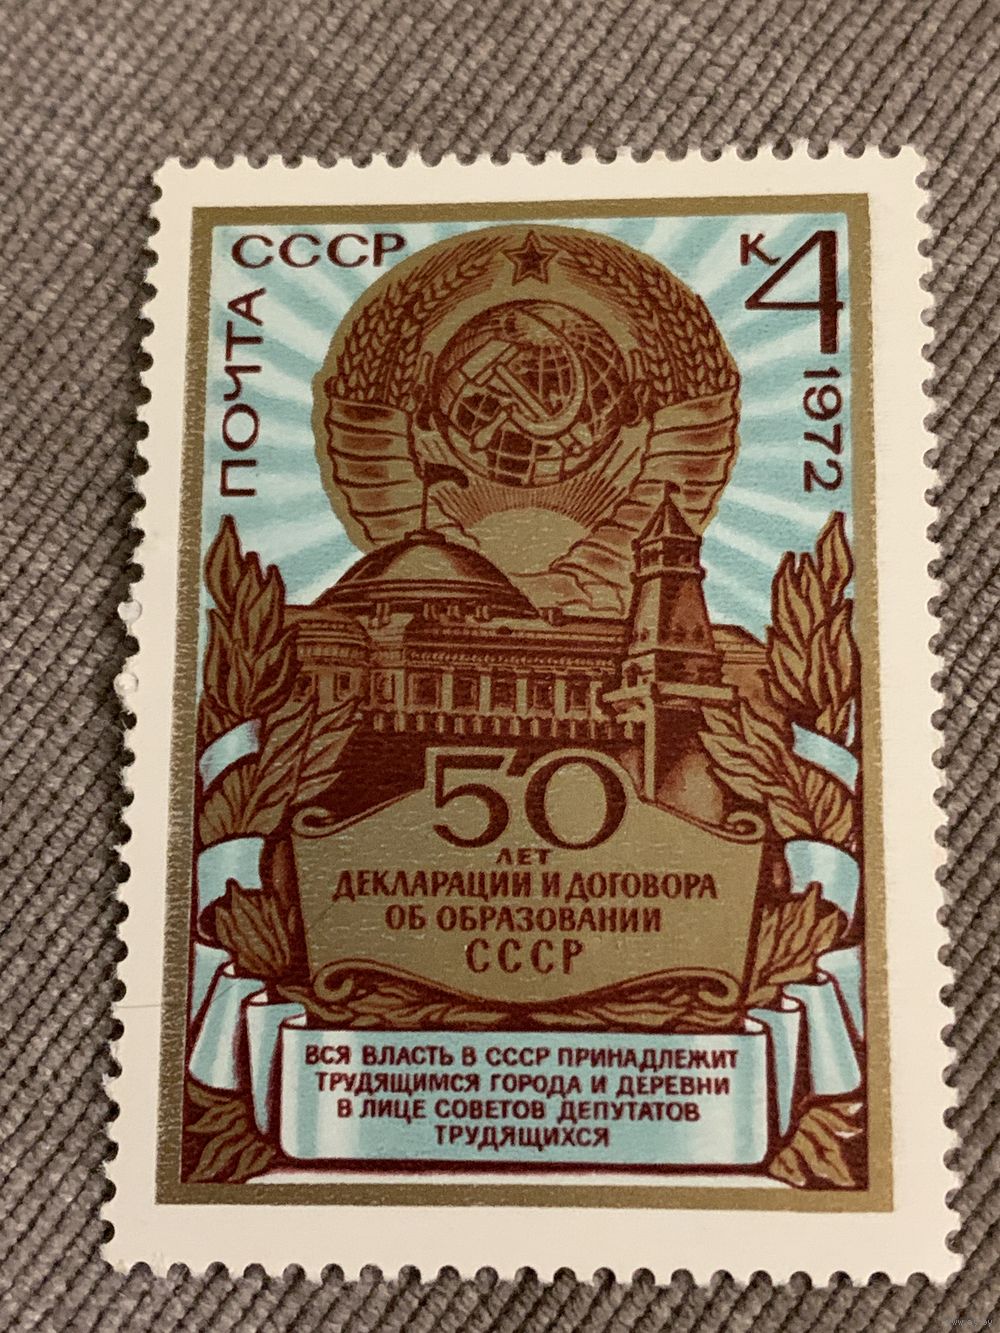 ПОЧТА СССР
К4
1972
50
ЛЕТ
ДЕКЛАРАЦИИ И ДОГОВОРА
ОБ ОБРАЗОВАНИИ
СССР
ВСЯ ВЛАСТЬ В СССР ПРИНАДЛЕЖИТ
ТРУДЯЩИМСЯ ГОРОДА И ДЕРЕВНИ
В ЛИЦЕ СОВЕТОВ ДЕПУТАТОВ
ТРУДЯЩИХСЯ